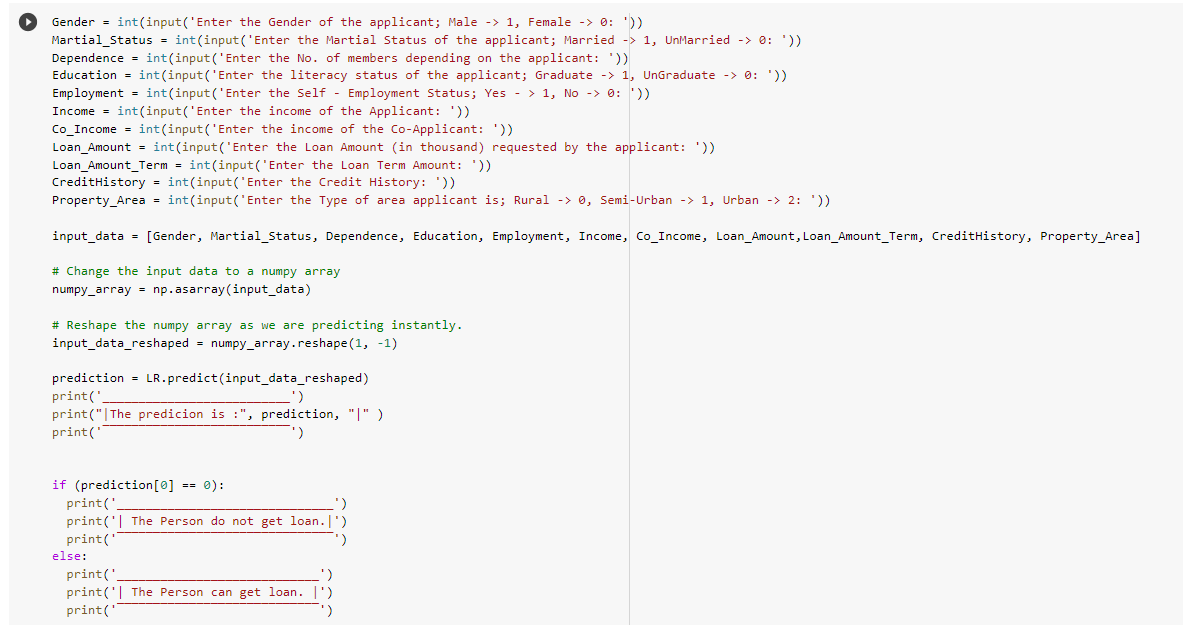 Gender = int(input('Enter the Gender of the applicant; Male -> 1, Female -> 0: '))
Martial_Status = int(input('Enter the Martial Status of the applicant; Married -> 1, UnMarried -> 0: '))
Dependence = int(input('Enter the No. of members depending on the applicant: '))
Education = int(input('Enter the literacy status of the applicant; Graduate -> 1, UnGraduate -> 0: '))
Employment = int(input('Enter the Self - Employment Status; Yes - > 1, No -> 0: '))
Income = int(input('Enter the income of the Applicant: '))
Co_Income = int(input('Enter the income of the Co-Applicant: '))
Loan_Amount = int(input('Enter the Loan Amount (in thousand) requested by the applicant: '))
Loan_Amount_Term = int(input('Enter the Loan Term Amount: '))
CreditHistory = int(input('Enter the Credit History: '))
Property_Area = int(input('Enter the Type of area applicant is; Rural -> 0, Semi-Urban -> 1, Urban -> 2: '))

input_data = [Gender, Martial_Status, Dependence, Education, Employment, Income, Co_Income, Loan_Amount,Loan_Amount_Term, CreditHistory, Property_Area]

# Change the input data to a numpy array
numpy_array = np.asarray(input_data)

# Reshape the numpy array as we are predicting instantly.
input_data_reshaped = numpy_array.reshape(1, -1)

prediction = LR.predict(input_data_reshaped)
print('__________________________')
print("|The predicion is :", prediction, "|" )
print('‾‾‾‾‾‾‾‾‾‾‾‾‾‾‾‾‾‾‾‾‾‾‾‾‾‾')

if (prediction[0] == 0):
  print('______________________________')
  print('| The Person do not get loan.|')
  print('‾‾‾‾‾‾‾‾‾‾‾‾‾‾‾‾‾‾‾‾‾‾‾‾‾‾‾‾‾‾')
else:
  print('____________________________')
  print('| The Person can get loan. |')
  print('‾‾‾‾‾‾‾‾‾‾‾‾‾‾‾‾‾‾‾‾‾‾‾‾‾‾‾‾')